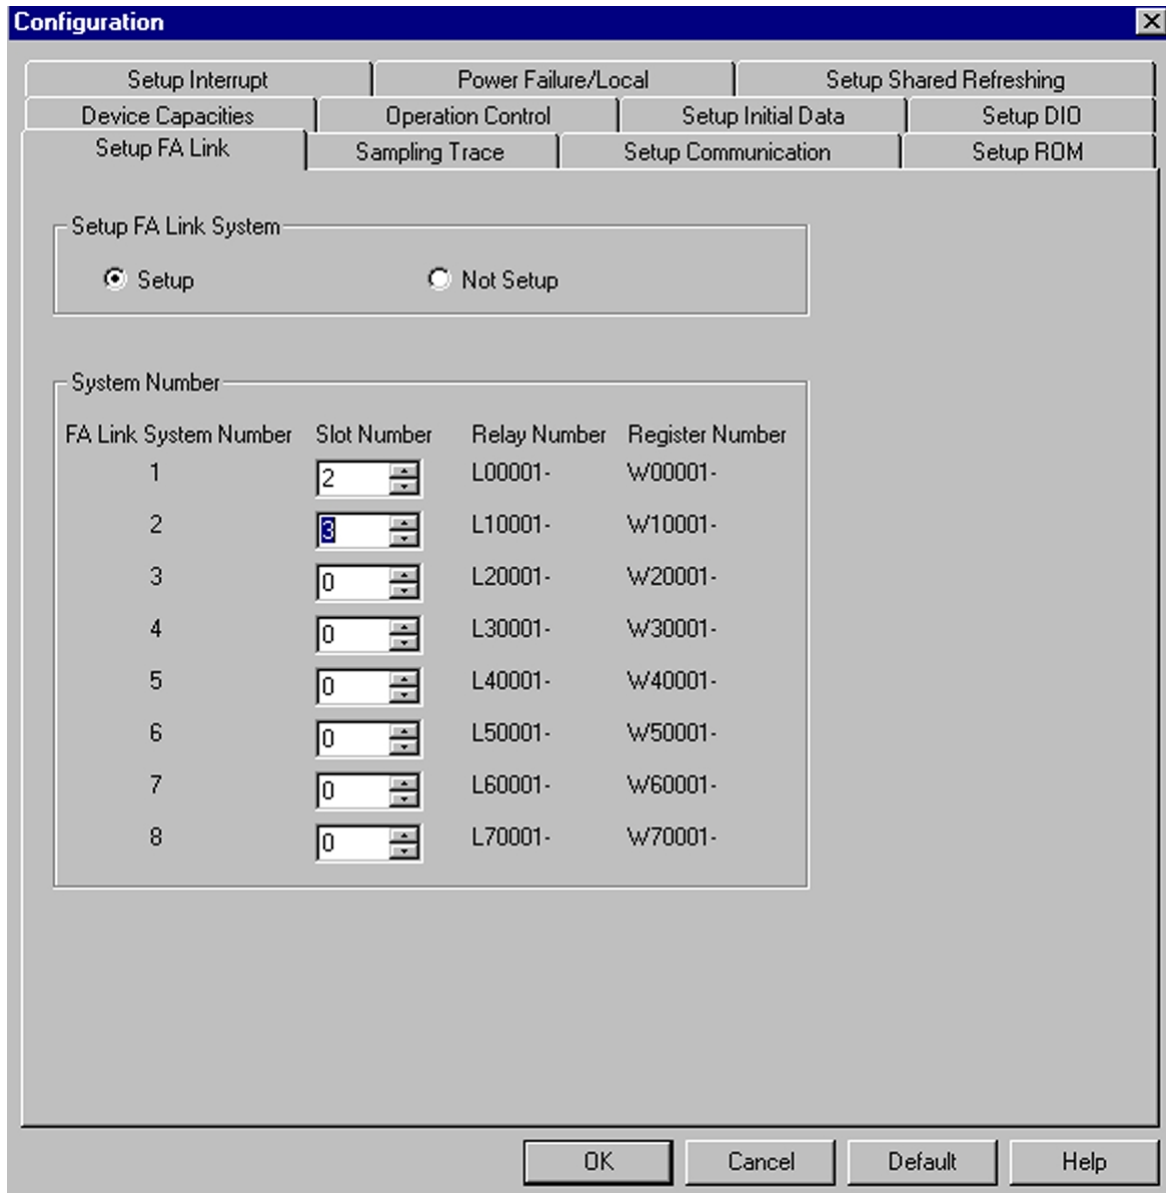 Configuration
Setup Interrupt Power Failure/Local Setup Shared Refreshing
Device Capacities Operation Control Setup Initial Data Setup DIO
Setup FA Link Sampling Trace Setup Communication Setup ROM
Setup FA Link System
Setup Not Setup
System Number
FA Link System Number Slot Number Relay Number Register Number
1 2 L00001- W00001-
2 3 L10001- W10001-
3 0 L20001- W20001-
4 0 L30001- W30001-
5 0 L40001- W40001-
6 0 L50001- W50001-
7 0 L60001- W60001-
8 0 L70001- W70001-
OK Cancel Default Help